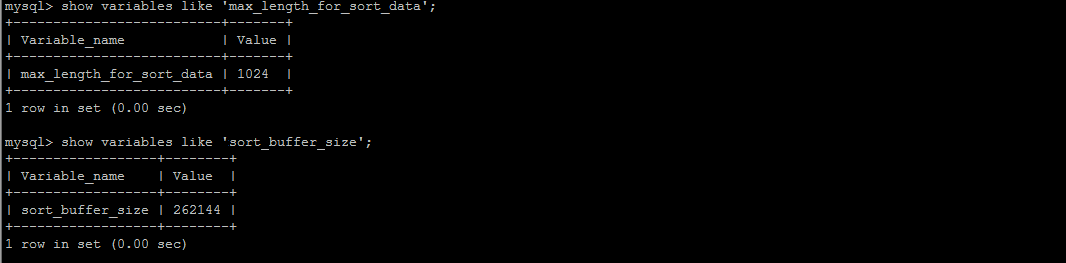 mysql> show variables like 'max_length_for_sort_data';
+--------------------------+-------+
| Variable_name            | Value |
+--------------------------+-------+
| max_length_for_sort_data | 1024  |
+--------------------------+-------+
1 row in set (0.00 sec)

mysql> show variables like 'sort_buffer_size';
+------------------+--------+
| Variable_name    | Value  |
+------------------+--------+
| sort_buffer_size | 262144 |
+------------------+--------+
1 row in set (0.00 sec)